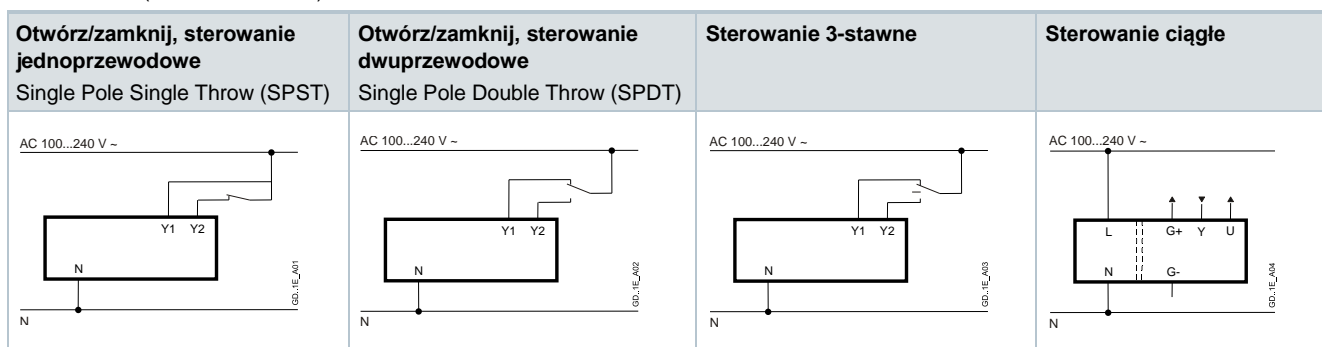 Otwórz/zamknij, sterowanie
jednoprzewodowe
Single Pole Single Throw (SPST)
Otwórz/zamknij, sterowanie
dwuprzewodowe
Single Pole Double Throw (SPDT)
Sterowanie 3-stawne
Sterowanie ciągłe
AC 100...240 V ~
Y1 Y2
N
GD..1E_A01
N
AC 100...240 V ~
Y1 Y2
N
GD..1E_A02
N
AC 100...240 V ~
Y1 Y2
N
GD..1E_A03
N
AC 100...240 V ~
L G+ Y U
N G-
GD..1E_A04
N